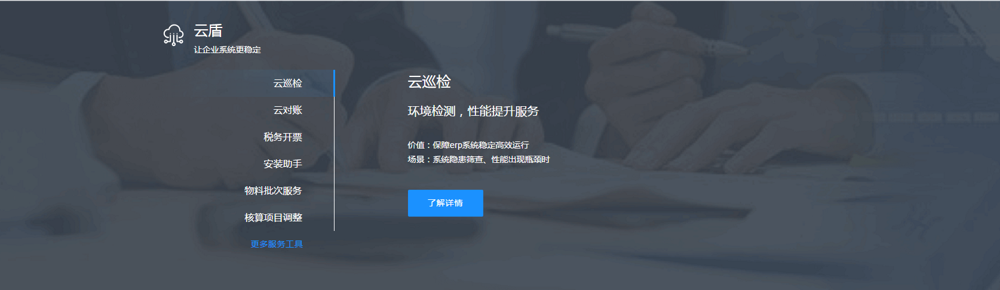 云盾
让企业系统更稳定
云巡检
云对账
税务开票
安装助手
物料批次服务
核算项目调整
更多服务工具
云巡检
环境检测，性能提升服务
价值：保障erp系统稳定高效运行
场景：系统隐患筛查、性能出现瓶颈时
了解详情